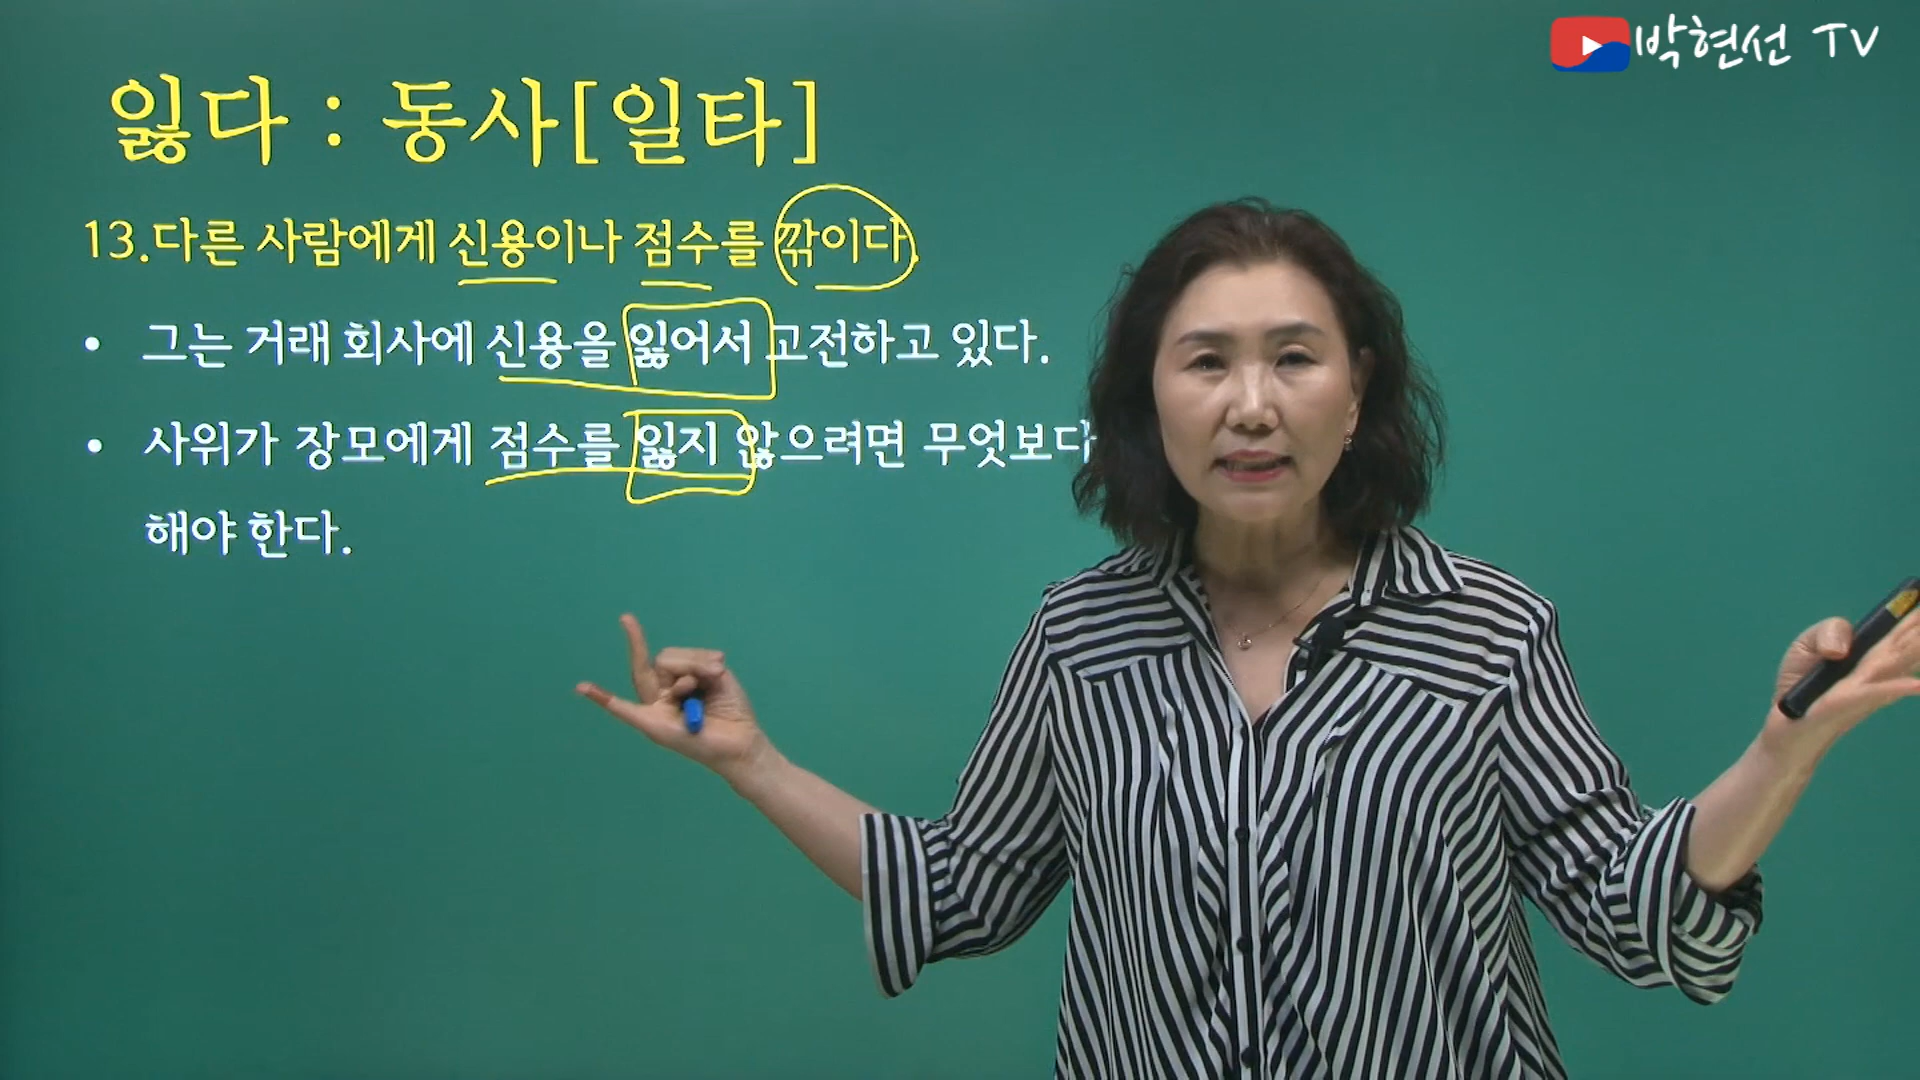 박현선 TV
잃다 : 동사[일타]
13.다른 사람에게 신용이나 점수를 깎이다.
• 그는 거래 회사에 신용을 잃어서 고전하고 있다.
• 사위가 장모에게 점수를 잃지 않으려면 무엇보다
해야 한다.